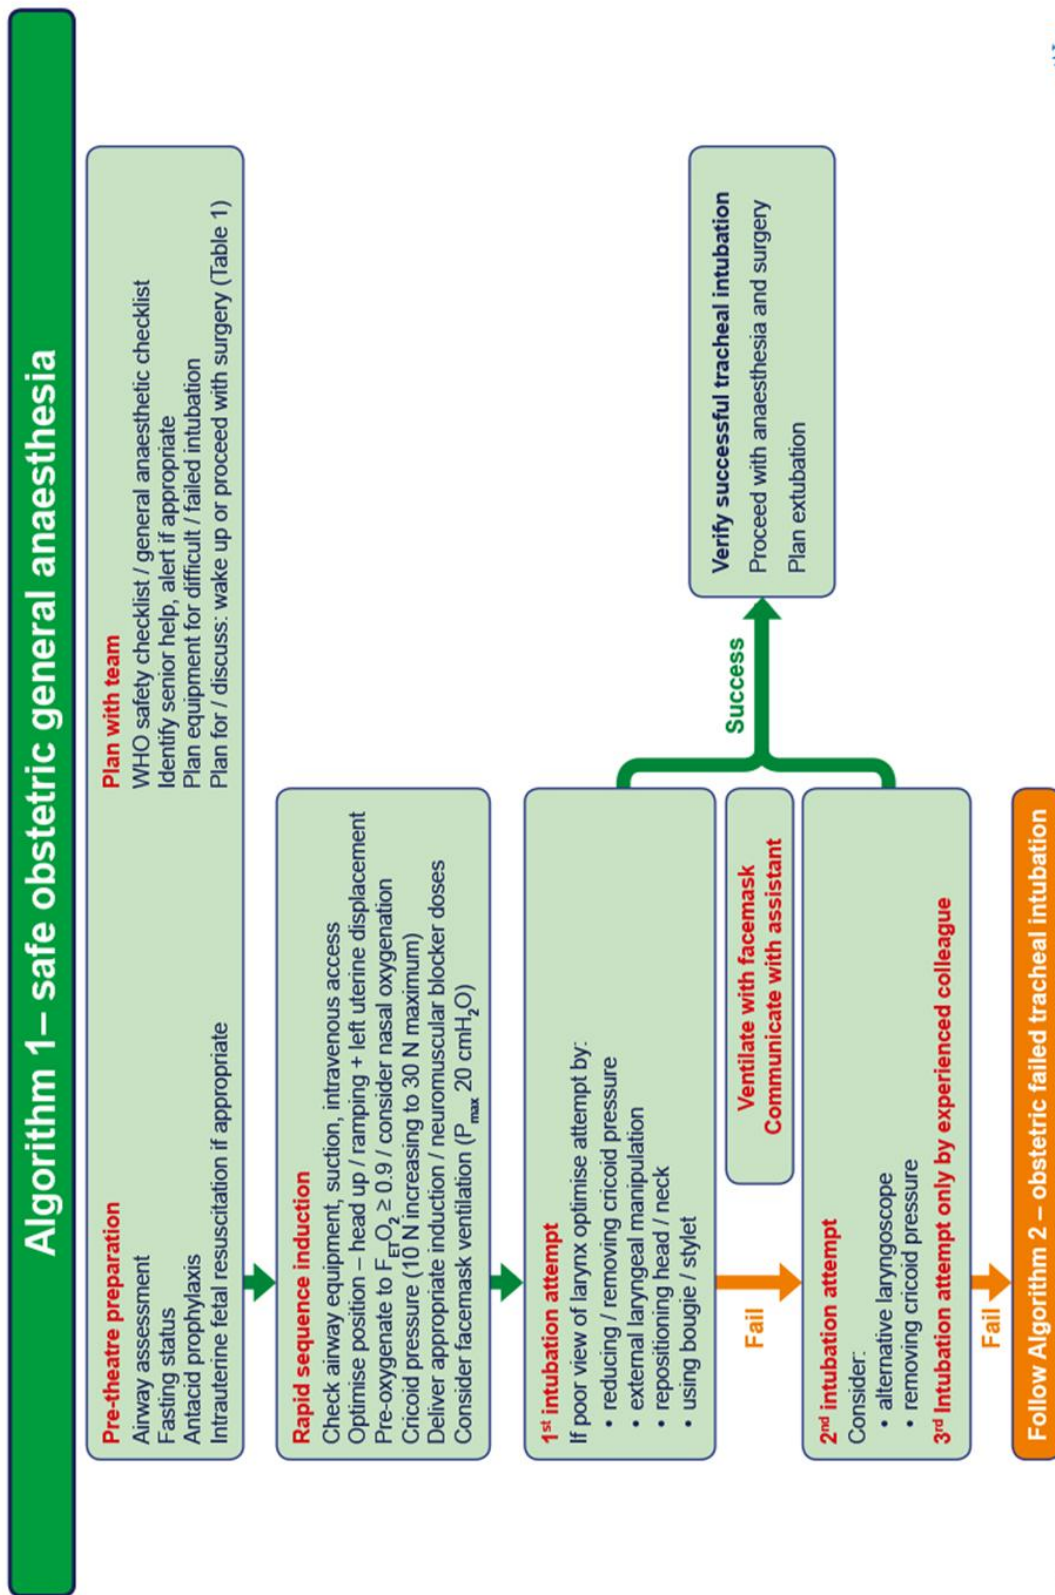 Algorithm 1– safe obstetric general anaesthesia
Pre-theatre preparation
Airway assessment
Fasting status
Antacid prophylaxis
Intrauterine fetal resuscitation if appropriate
Plan with team
WHO safety checklist / general anaesthetic checklist
Identify senior help, alert if appropriate
Plan equipment for difficult / failed intubation
Plan for / discuss: wake up or proceed with surgery (Table 1)
Rapid sequence induction
Check airway equipment, suction, intravenous access
Optimise position – head up / ramping + left uterine displacement
Pre-oxygenate to FETO2 ≥ 0.9 / consider nasal oxygenation
Cricoid pressure (10 N increasing to 30 N maximum)
Deliver appropriate induction / neuromuscular blocker doses
Consider facemask ventilation (Pmax 20 cmH2O)
1st intubation attempt
If poor view of larynx optimise attempt by:
• reducing / removing cricoid pressure
• external laryngeal manipulation
• repositioning head / neck
• using bougie / stylet
Fail
Ventilate with facemask
Communicate with assistant
Success
Verify successful tracheal intubation
Proceed with anaesthesia and surgery
Plan extubation
2nd intubation attempt
Consider:
• alternative laryngoscope
• removing cricoid pressure
3rd Intubation attempt only by experienced colleague
Fail
Follow Algorithm 2 – obstetric failed tracheal intubation